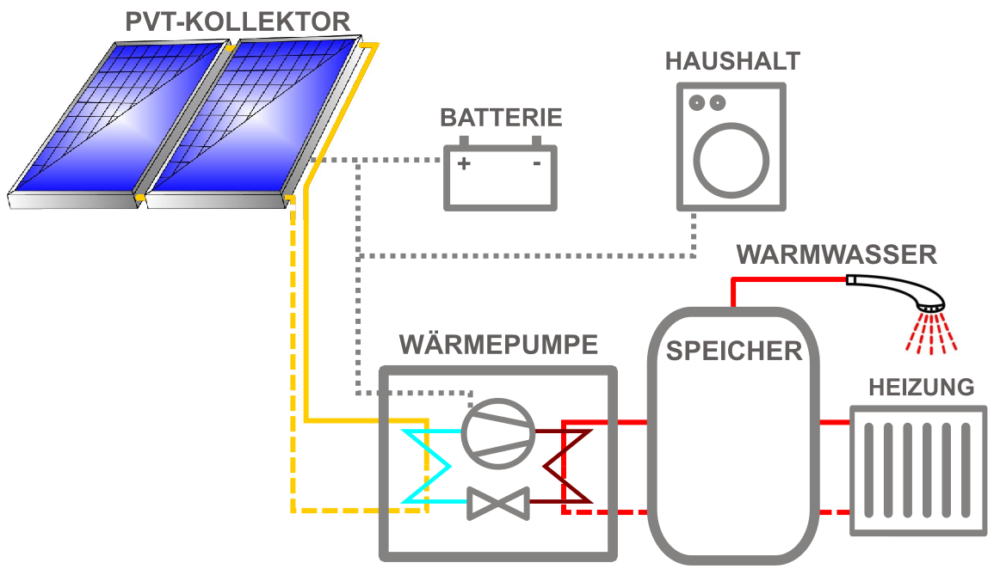 PVT-KOLLEKTOR
HAUSHALT
BATTERIE
+ -
WARMWASSER
WÄRMEPUMPE
SPEICHER
HEIZUNG